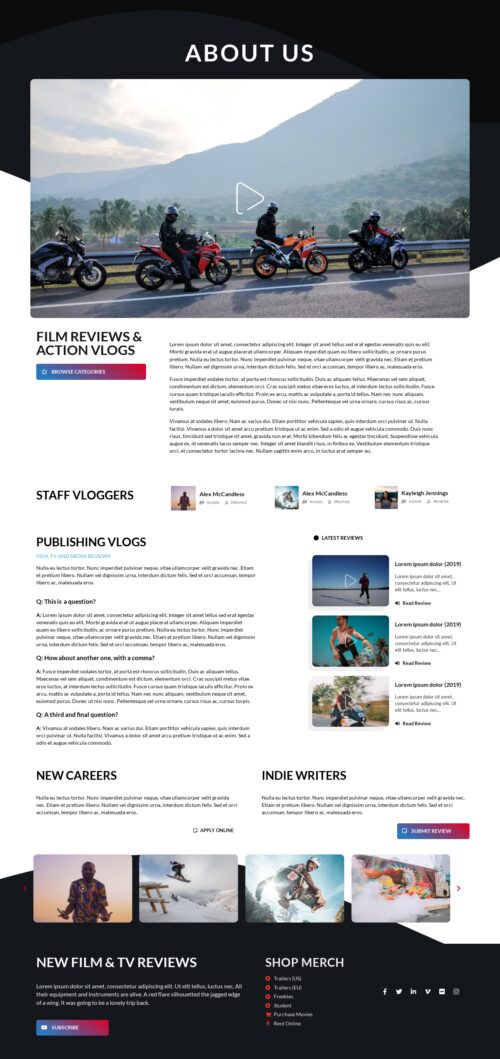 ABOUT US
FILM REVIEWS &
ACTION VLOGS
BROWSE CATEGORIES
Lorem ipsum dolor sit amet, consectetur adipiscing elit. Integer sit amet tellus sed erat egestas venenatis quis eu elit.
Morbi gravida erat ut augue placerat ullamcorper. Aliquam imperdiet quam eu libero sollicitudin, ac ornare purus
pretium. Nulla eu lectus tortor. Nunc imperdiet pulvinar neque, vitae ullamcorper velit gravida nec. Etiam et pretium
libero. Nullam vel dignissim urna, interdum dictum felis. Sed et orci accumsan, tempor libero ac, malesuada eros.
Fusce imperdiet tortor, at porta est rhoncus sollicitudin. Duis ac aliquam tellus. Maecenas vel sem aliquet,
condimentum est dictum, elementum orci. Cras suscipit metus vitae eros luctus, at interdum lectus sollicitudin. Fusce
cursus quam tristique iaculis efficitur. Proin ex arcu, mattis ac vulputate a, porta id tellus. Nam nec nunc aliquam,
vestibulum neque sit amet, euismod purus. Donec ut nisi nunc. Pellentesque vel urna ornare, cursus risus ac, cursus
turpis.
Vivamus at sodales libero. Nam ac varius dui. Etiam porttitor vehicula sapien, quis interdum orci pulvinar ut. Nulla
facilisi. Vivamus a dolor sit amet arcu pretium tristique ut ac enim. Sed a odio et augue vehicula commodo. Duis nunc
risus, tincidunt sed tristique sit amet, gravida non erat. Morbi bibendum felis ac egestas tincidunt. Suspendisse vehicula
augue ex, id venenatis lacus semper et. Integer sit amet blandit risus, in finibus ex. Vestibulum elementum tristique
orci, et consectetur tortor lacinia nec. Nullam sagittis enim arcu, in luctus erat semper eu.
STAFF VLOGGERS
Alex McCandless
VLOGS PROFILE
Alex McCandless
VLOGS PROFILE
Kayleigh Jennings
VLOGS PROFILE
PUBLISHING VLOGS
FILM, TV AND MEDIA REVIEWS
Nulla eu lectus tortor. Nunc imperdiet pulvinar neque, vitae ullamcorper velit gravida nec. Etiam
et pretium libero. Nullam vel dignissim urna, interdum dictum felis. Sed et orci accumsan, tempor
libero ac, malesuada eros.
Q: This is a question?
A: Lorem ipsum dolor sit amet, consectetur adipiscing elit. Integer sit amet tellus sed erat egestas
venenatis quis eu elit. Morbi gravida erat ut augue placerat ullamcorper. Aliquam imperdiet
quam eu libero sollicitudin, ac ornare purus pretium. Nulla eu lectus tortor. Nunc imperdiet
pulvinar neque, vitae ullamcorper velit gravida nec. Etiam et pretium libero. Nullam vel dignissim
urna, interdum dictum felis. Sed et orci accumsan, tempor libero ac, malesuada eros.
Q: How about another one, with a comma?
A: Fusce imperdiet tortor, at porta est rhoncus sollicitudin. Duis ac aliquam tellus.
Maecenas vel sem aliquet, condimentum est dictum, elementum orci. Cras suscipit metus vitae
eros luctus, at interdum lectus sollicitudin. Fusce cursus quam tristique iaculis efficitur. Proin ex
arcu, mattis ac vulputate a, porta id tellus. Nam nec nunc aliquam, vestibulum neque sit amet,
euismod purus. Donec ut nisi nunc. Pellentesque vel urna ornare, cursus risus ac, cursus turpis.
Q: A third and final question?
A: Vivamus at sodales libero. Nam ac varius dui. Etiam porttitor vehicula sapien, quis interdum
orci pulvinar ut. Nulla facilisi. Vivamus a dolor sit amet arcu pretium tristique ut ac enim. Sed a
odio et augue vehicula commodo.
LATEST REVIEWS
Lorem ipsum dolor (2019)
Lorem ipsum dolor sit amet,
consectetur adipiscing elit. Ut
elit tellus, luctus nec...
Read Review
Lorem ipsum dolor (2019)
Lorem ipsum dolor sit amet,
consectetur adipiscing elit. Ut
elit tellus, luctus nec...
Read Review
Lorem ipsum dolor (2019)
Lorem ipsum dolor sit amet,
consectetur adipiscing elit. Ut
elit tellus, luctus nec...
Read Review
NEW CAREERS
Nulla eu lectus tortor. Nunc imperdiet pulvinar neque, vitae ullamcorper velit gravida
nec. Etiam et pretium libero. Nullam vel dignissim urna, interdum dictum felis. Sed et orci
accumsan, tempor libero ac, malesuada eros.
APPLY ONLINE
INDIE WRITERS
Nulla eu lectus tortor. Nunc imperdiet pulvinar neque, vitae ullamcorper velit gravida nec.
Etiam et pretium libero. Nullam vel dignissim urna, interdum dictum felis. Sed et orci
accumsan, tempor libero ac, malesuada eros.
SUBMIT REVIEW
NEW FILM & TV REVIEWS
Lorem ipsum dolor sit amet, consectetur adipiscing elit. Ut elit tellus, luctus nec. All
their equipment and instruments are alive. A red flare silhouetted the jagged edge
of a wing. It was going to be a lonely trip back.
SUBSCRIBE
SHOP MERCH
Trailers (US)
Trailers (EU)
Freebies
Student
Purchase Movies
Rent Online